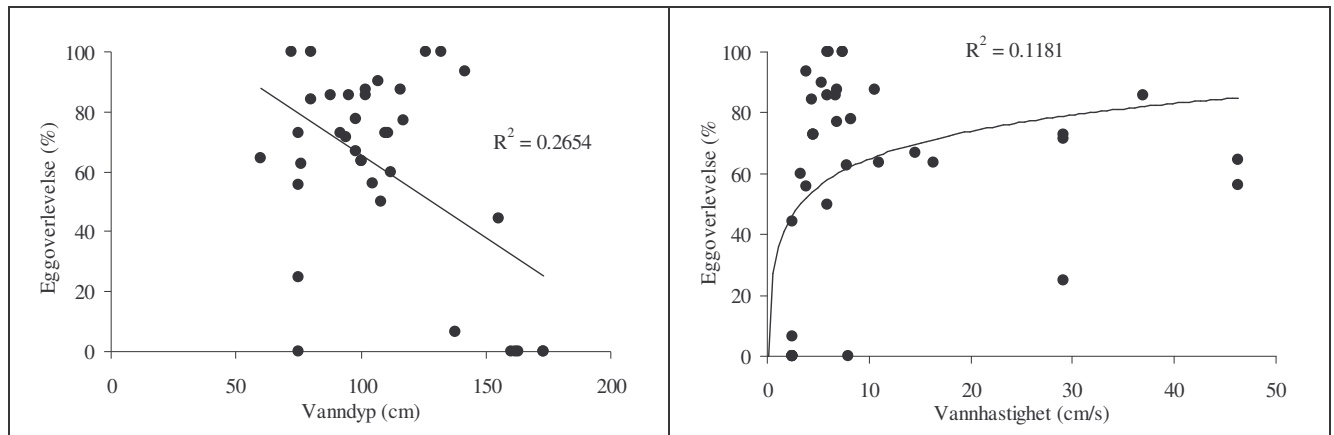 100
80
60
40
20
0
Eggoverlevelse (%)
R² = 0.2654
0 50 100 150 200
Vanndyp (cm)
100
80
60
40
20
0
Eggoverlevelse (%
R² = 0.1181
0 10 20 30 40 50
Vannhastighet (cm/s)